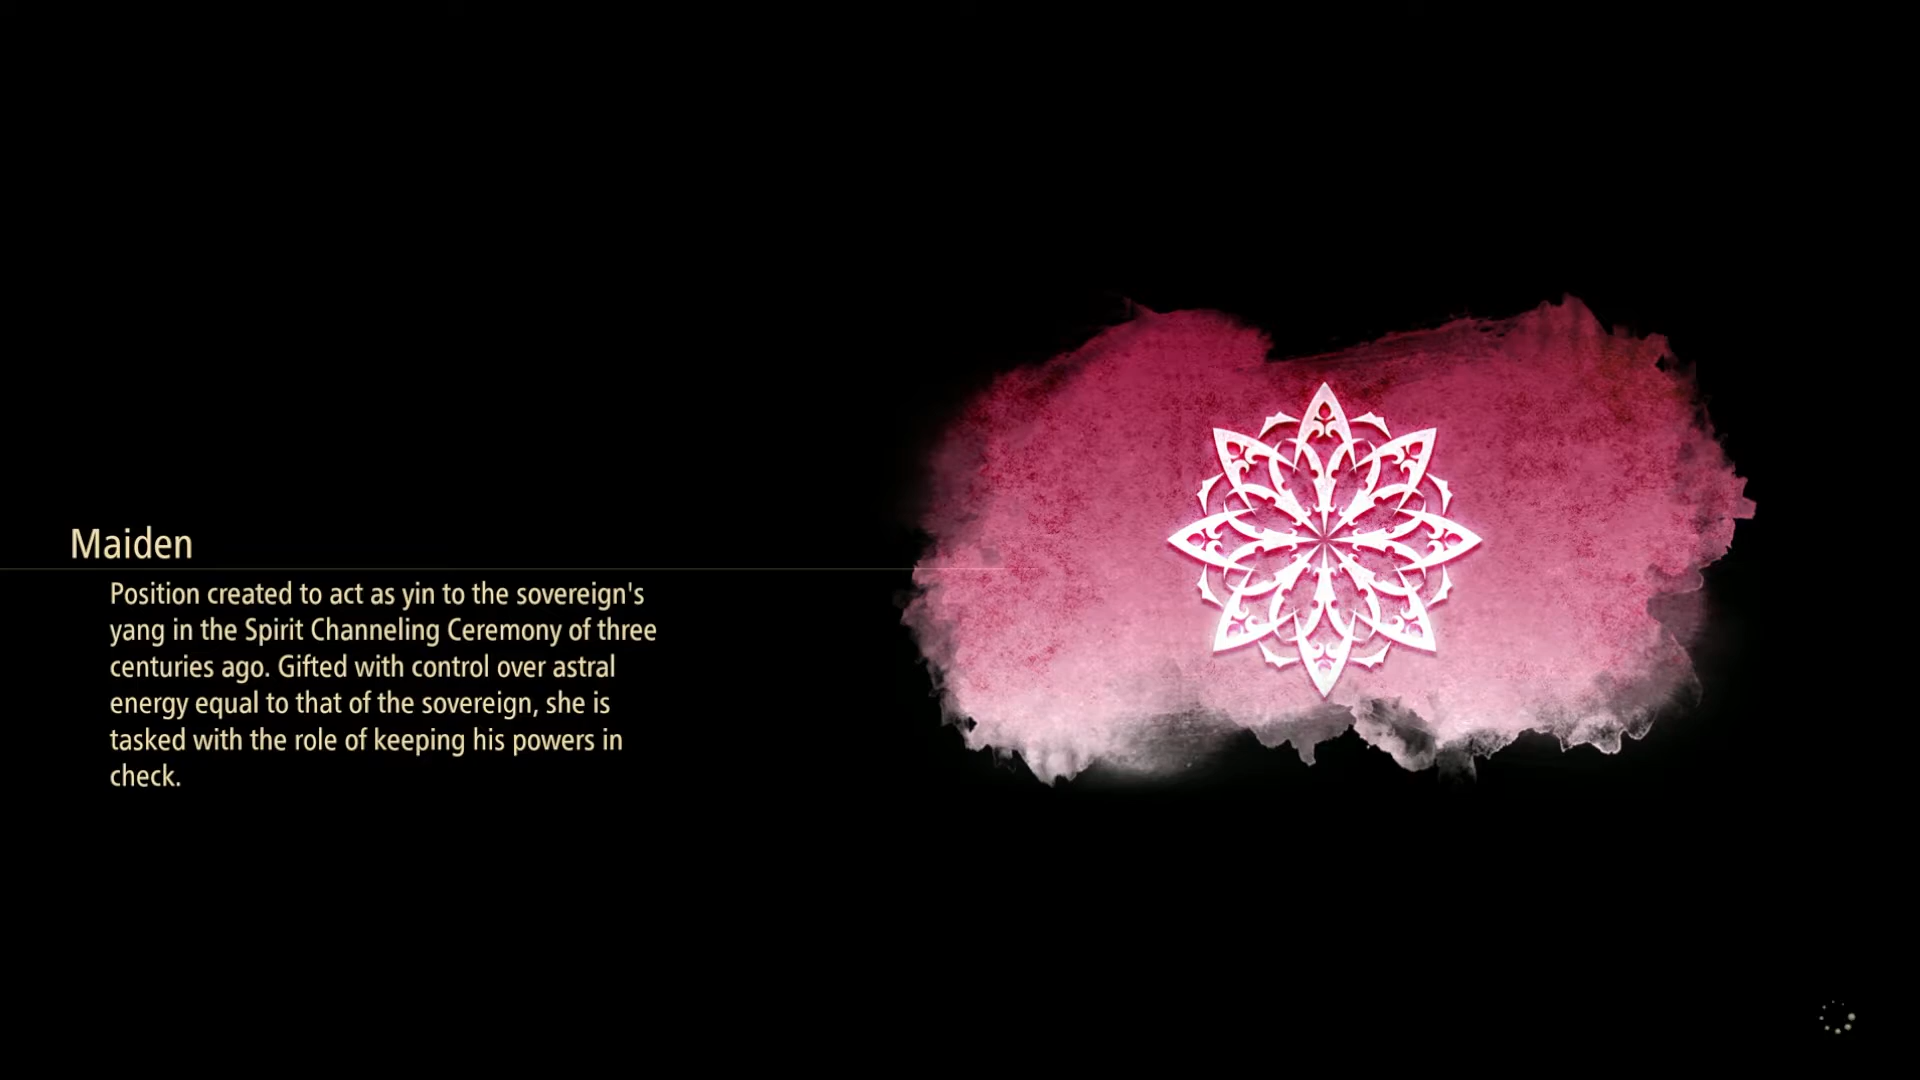 Maiden
Position created to act as yin to the sovereign's
yang in the Spirit Channeling Ceremony of three
centuries ago. Gifted with control over astral
energy equal to that of the sovereign, she is
tasked with the role of keeping his powers in
check.